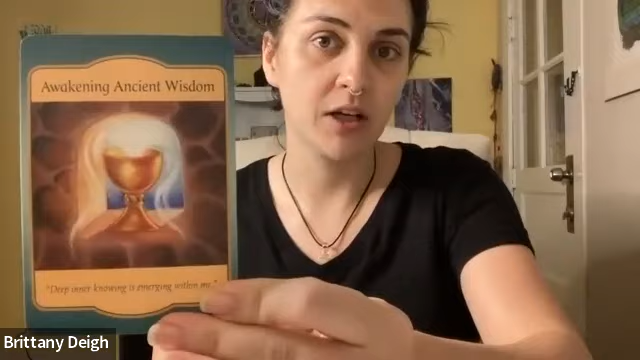 Awakening Ancient Wisdom
"Deep inner knowing is emerging within me."
Brittany Deigh